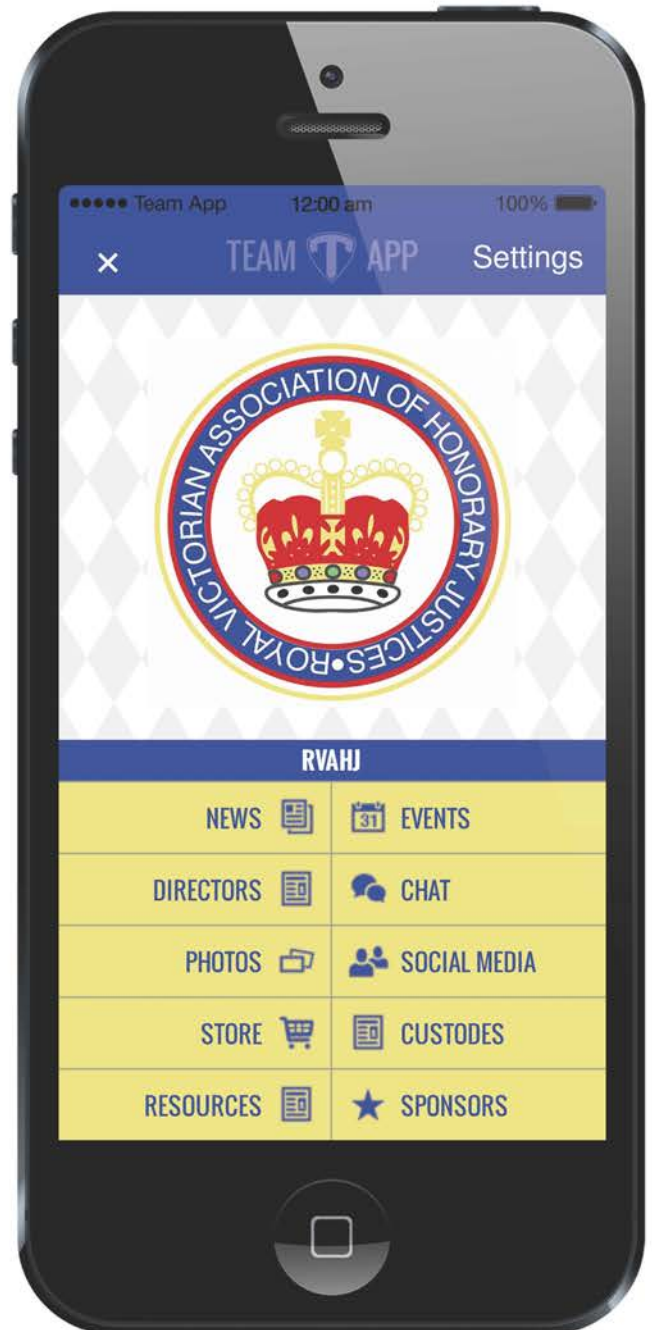 Team App 12:00 am 100%
× TEAM T APP Settings
ROYAL VICTORIAN ASSOCIATION OF HONORARY JUSTICES •
RVAHJ
NEWS 31 EVENTS
DIRECTORS CHAT
PHOTOS SOCIAL MEDIA
STORE CUSTODES
RESOURCES SPONSORS